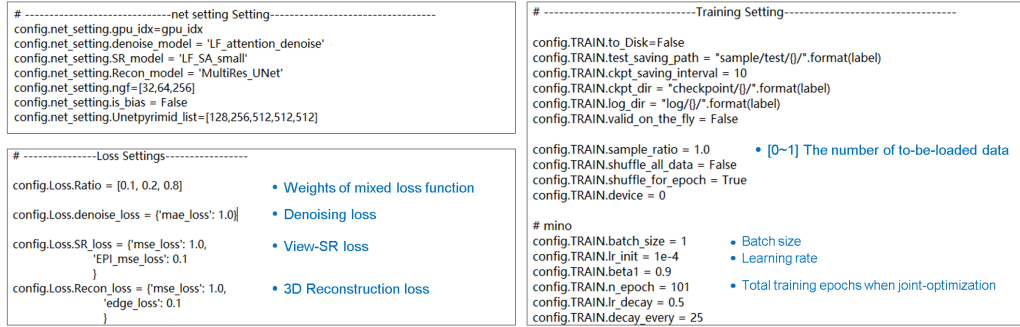 # -----------------------------net setting Setting---------------------------------
config.net_setting.gpu_idx=gpu_idx
config.net_setting.denoise_model = 'LF_attention_denoise'
config.net_setting.SR_model = 'LF_SA_small'
config.net_setting.Recon_model = 'MultiRes_UNet'
config.net_setting.ngf=[32,64,256]
config.net_setting.is_bias = False
config.net_setting.Unetpyrimid_list=[128,256,512,512,512]
# ---------------Loss Settings-----------------
config.Loss.Ratio = [0.1, 0.2, 0.8] • Weights of mixed loss function
config.Loss.denoise_loss = {'mae_loss': 1.0} • Denoising loss
config.Loss.SR_loss = {'mse_loss': 1.0, • View-SR loss
'EPI_mse_loss': 0.1
}
config.Loss.Recon_loss = {'mse_loss': 1.0, • 3D Reconstruction loss
'edge_loss': 0.1
}
# -------------------------------Training Setting-----------------------------------
config.TRAIN.to_Disk=False
config.TRAIN.test_saving_path = "sample/test/{}/".format(label)
config.TRAIN.ckpt_saving_interval = 10
config.TRAIN.ckpt_dir = "checkpoint/{}/".format(label)
config.TRAIN.log_dir = "log/{}/".format(label)
config.TRAIN.valid_on_the_fly = False
config.TRAIN.sample_ratio = 1.0 • [0~1] The number of to-be-loaded data
config.TRAIN.shuffle_all_data = False
config.TRAIN.shuffle_for_epoch = True
config.TRAIN.device = 0
# mino
config.TRAIN.batch_size = 1 • Batch size
config.TRAIN.lr_init = 1e-4 • Learning rate
config.TRAIN.beta1 = 0.9
config.TRAIN.n_epoch = 101 • Total training epochs when joint-optimization
config.TRAIN.lr_decay = 0.5
config.TRAIN.decay_every = 25